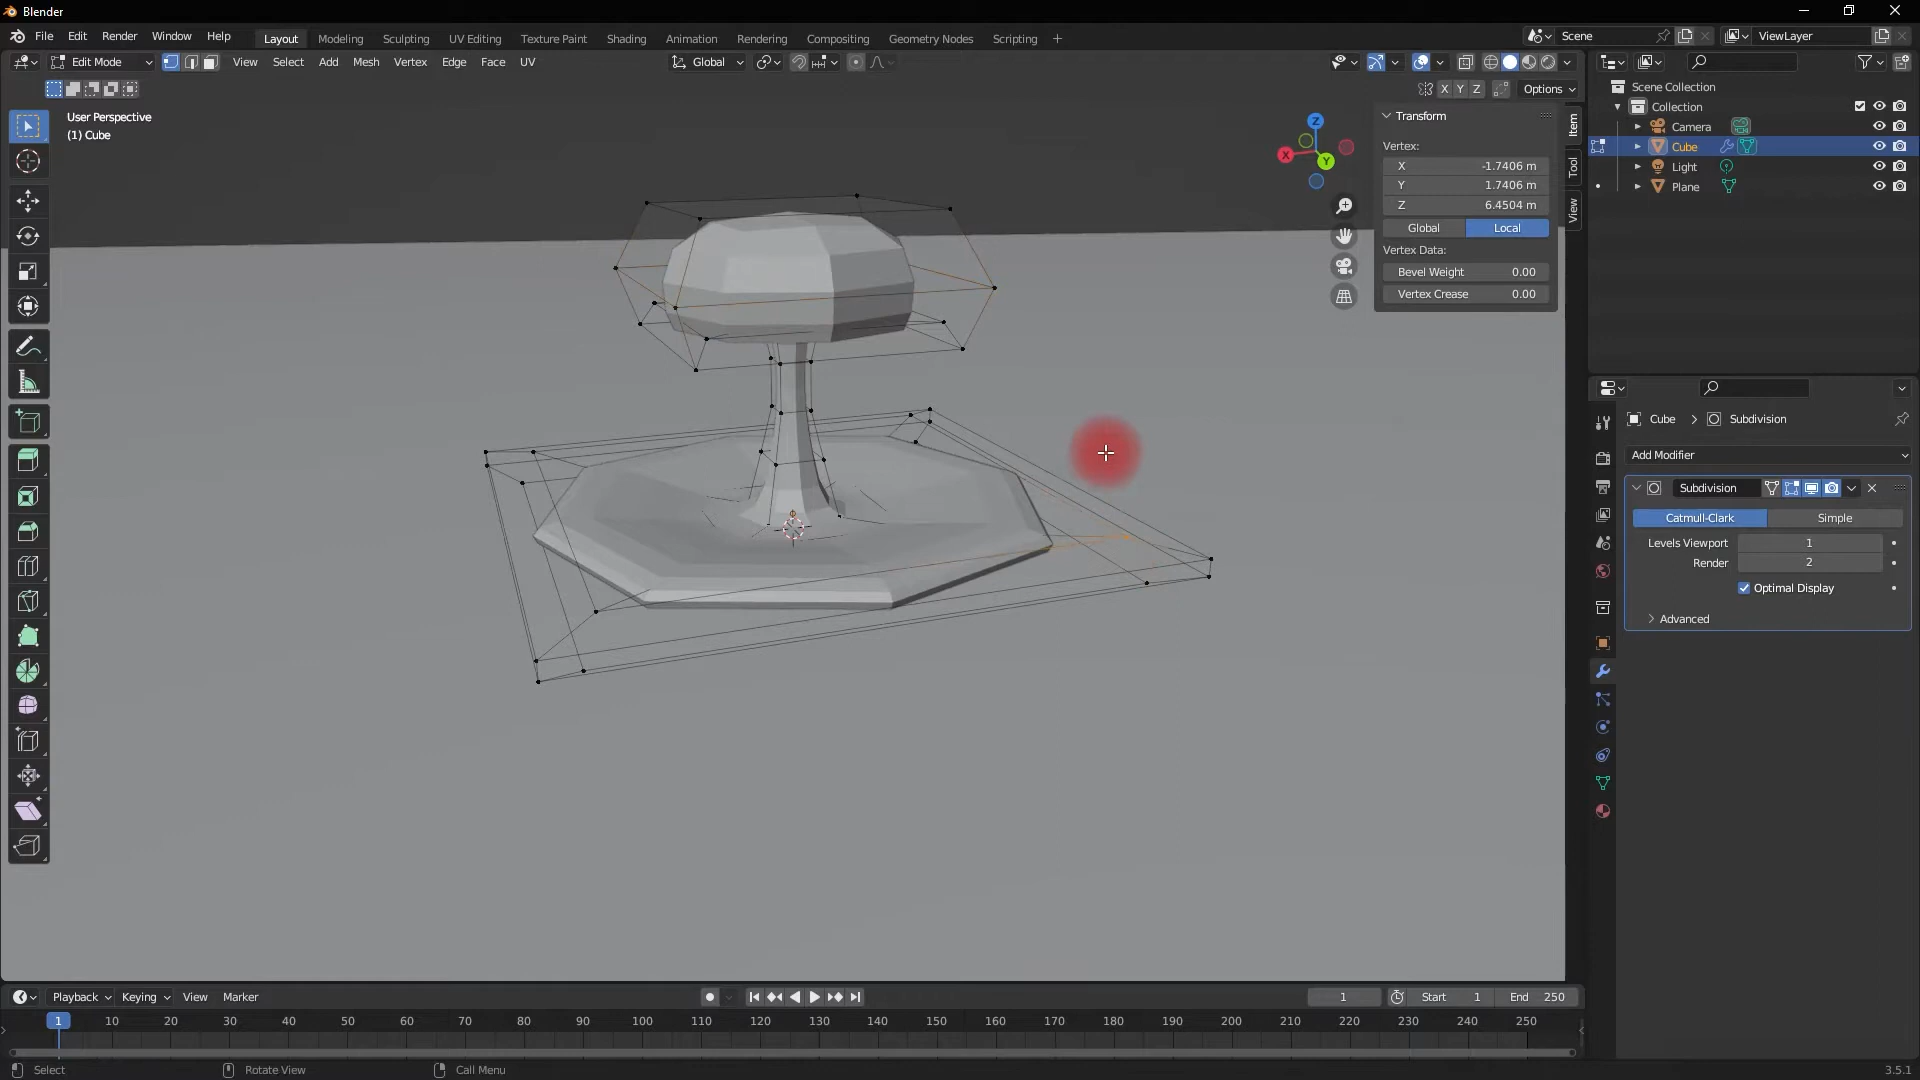 Blender
File Edit Render Window Help Layout Modeling Sculpting UV Editing Texture Paint Shading Animation Rendering Compositing Geometry Nodes Scripting + Scene ViewLayer
Edit Mode View Select Add Mesh Vertex Edge Face UV Global
X Y Z Options
User Perspective
(1) Cube
Z
X
Y
Transform
Vertex:
X -1.7406 m
Y 1.7406 m
Z 6.4504 m
Global Local
Vertex Data:
Bevel Weight 0.00
Vertex Crease 0.00
Item
Tool
View
Scene Collection
Collection
Camera
Cube
Light
Plane
Cube > Subdivision
Add Modifier
Subdivision
Catmull-Clark Simple
Levels Viewport 1
Render 2
Optimal Display
Advanced
Playback Keying View Marker 1 Start 1 End 250
1 10 20 30 40 50 60 70 80 90 100 110 120 130 140 150 160 170 180 190 200 210 220 230 240 250
Select Rotate View Call Menu 3.5.1